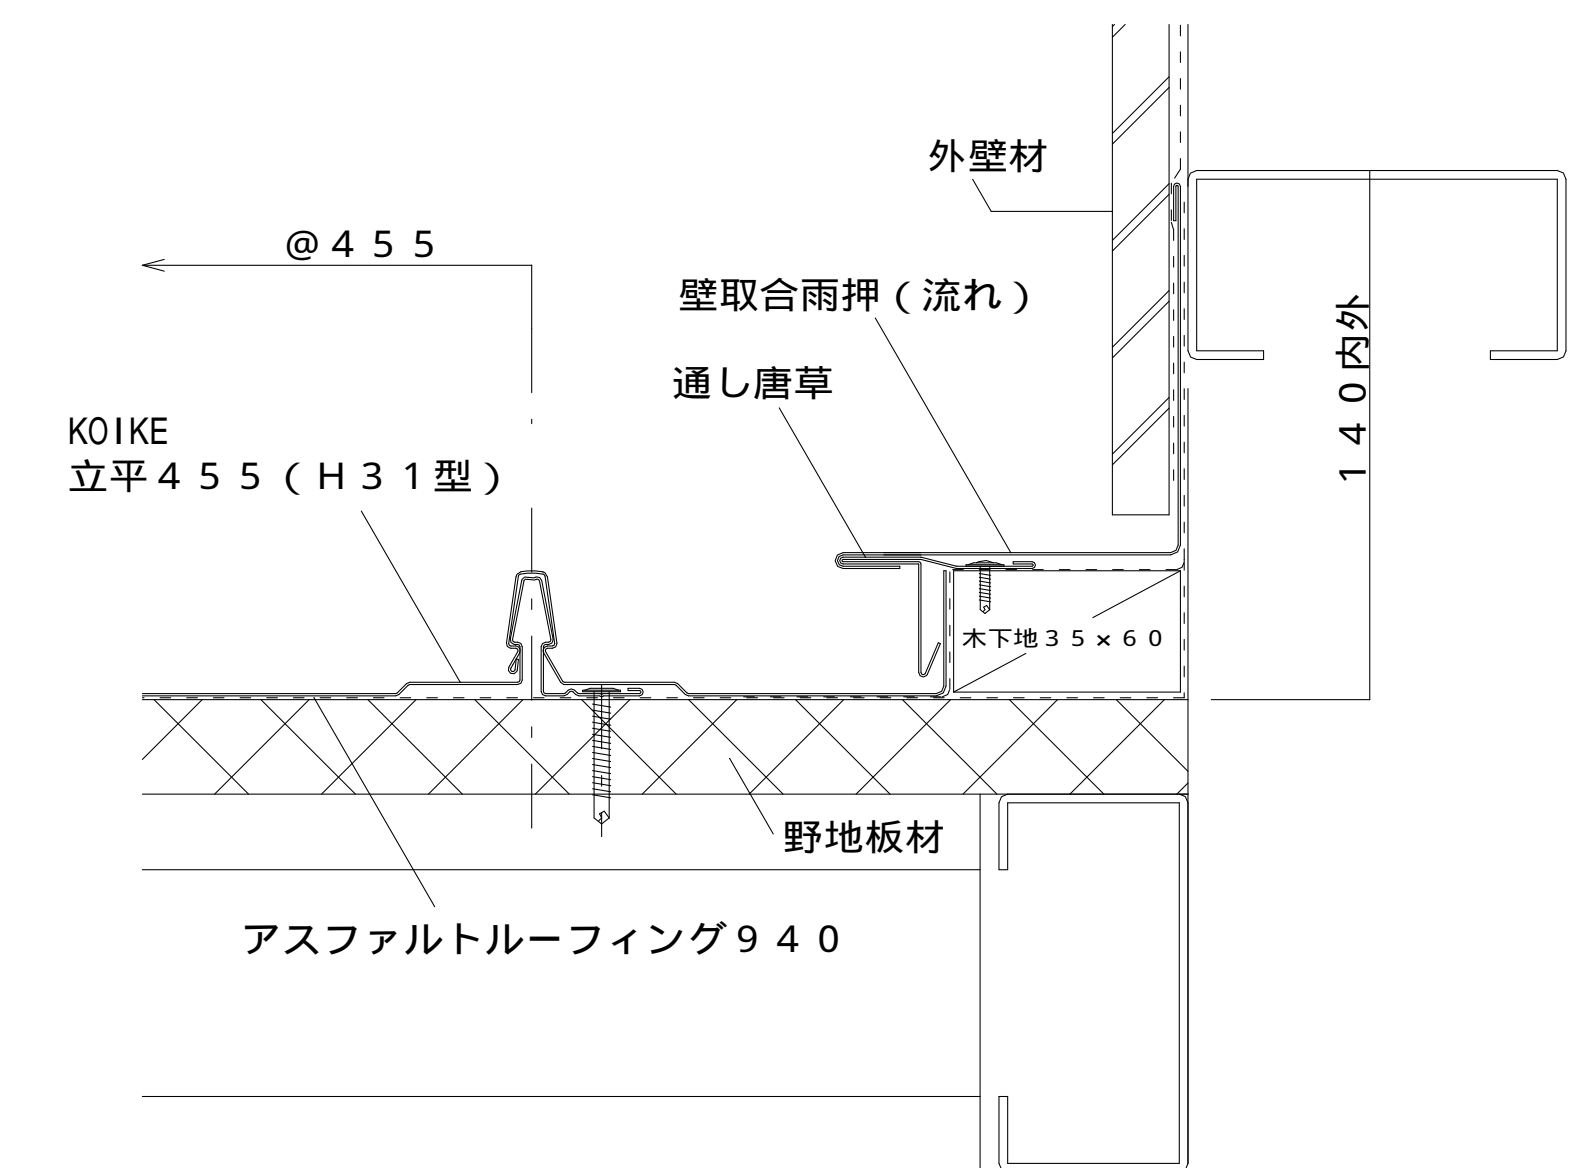 外壁材
@４５５
壁取合雨押（流れ）
通し唐草
KOIKE
立平４５５（Ｈ３１型）
１４０内外
木下地３５×６０
野地板材
アスファルトルーフィング９４０